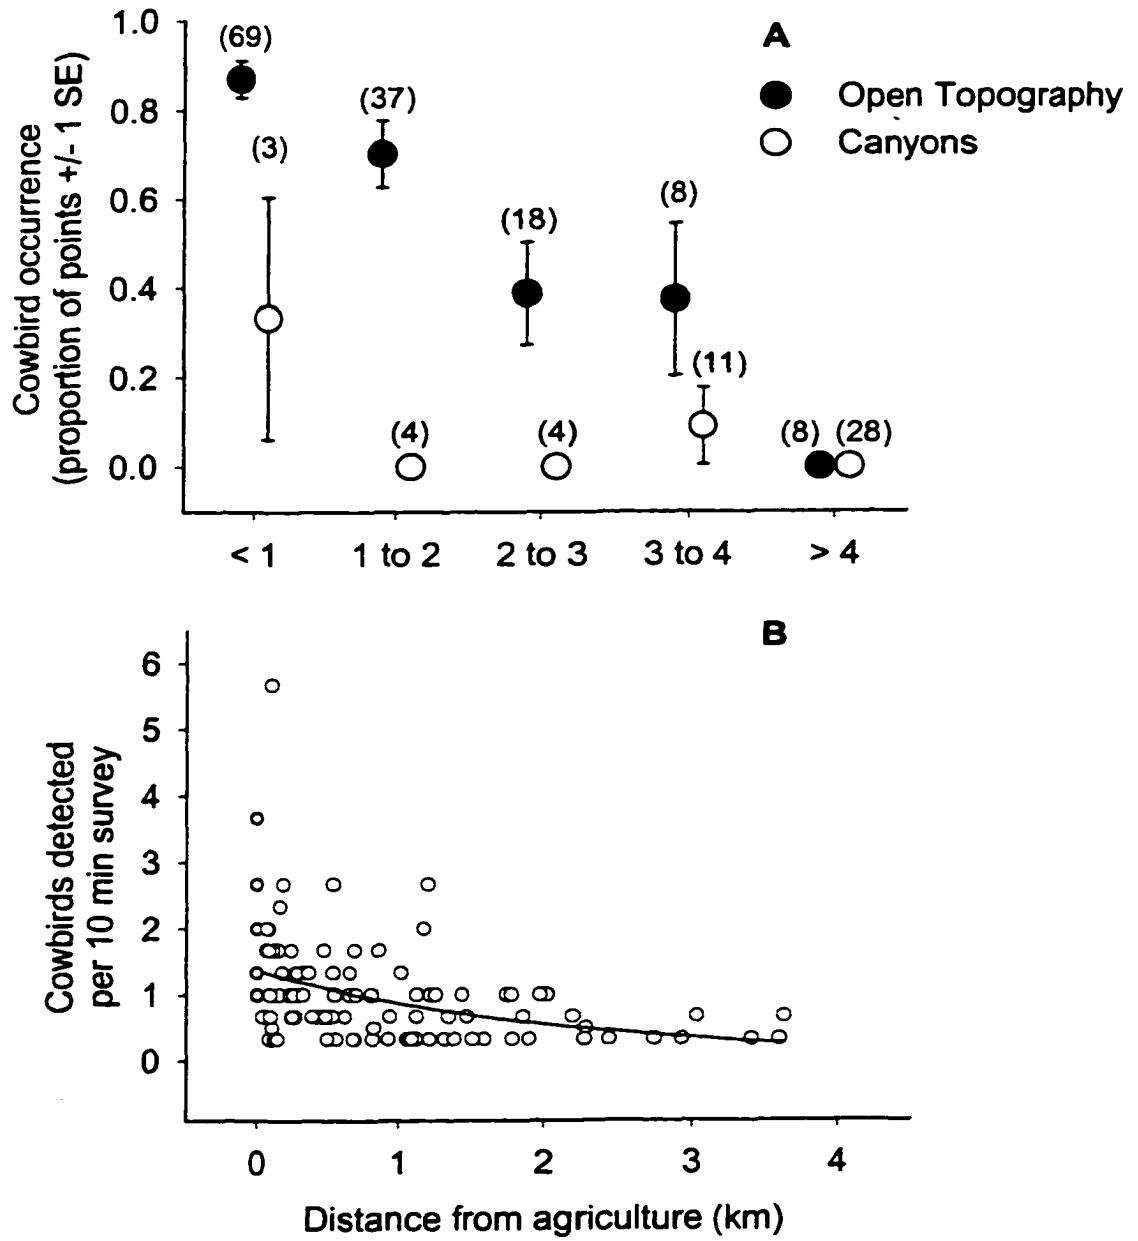 A
Open Topography
Canyons
Cowbird occurrence
(proportion of points +/- 1 SE)
1.0
0.8
0.6
0.4
0.2
0.0
(69)
(3)
(37)
(4)
(18)
(4)
(8)
(11)
(8)
(28)
< 1
1 to 2
2 to 3
3 to 4
> 4
B
Cowbirds detected
per 10 min survey
6
5
4
3
2
1
0
0
1
2
3
4
Distance from agriculture (km)